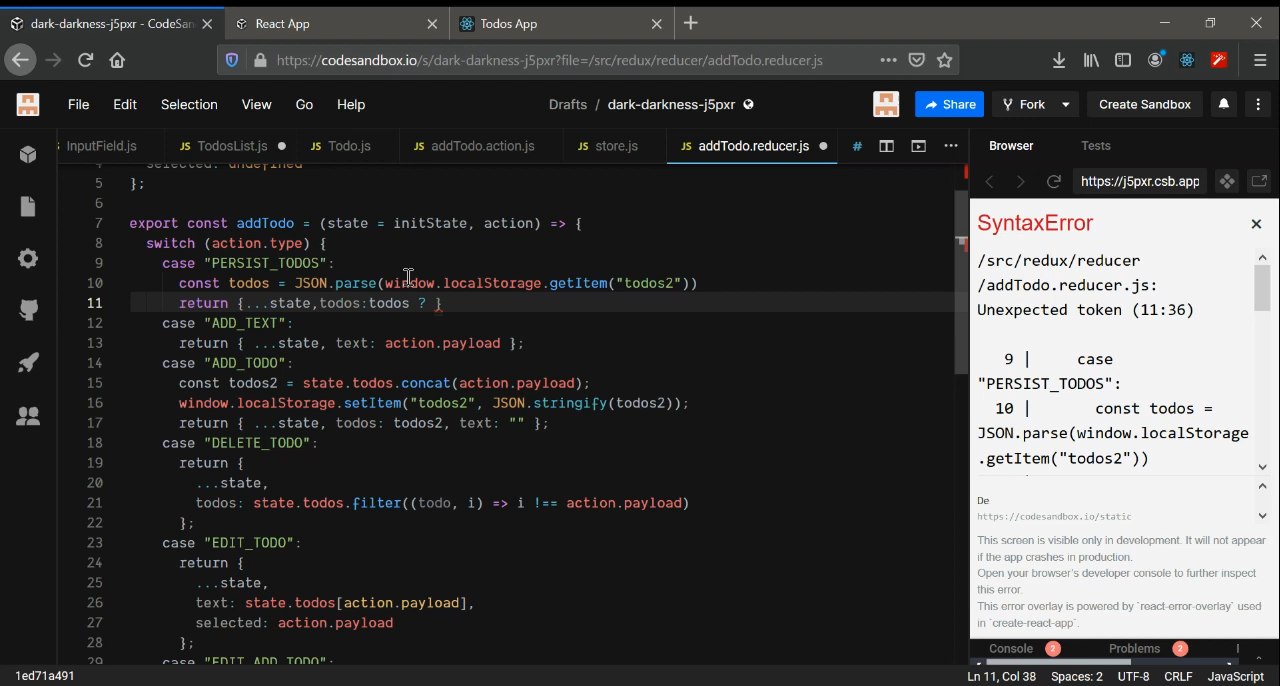 dark-darkness-j5pxr - CodeSan
React App
Todos App
https://codesandbox.io/s/dark-darkness-j5pxr?file=/src/redux/reducer/addTodo.reducer.js
File Edit Selection View Go Help
Drafts / dark-darkness-j5pxr
Share
Fork
Create Sandbox
InputField.js
JS TodosList.js
JS Todo.js
JS addTodo.action.js
JS store.js
JS addTodo.reducer.js
#
Browser
Tests
https://j5pxr.csb.app
4 selected: undefined
5 };
6
7 export const addTodo = (state = initState, action) => {
8 switch (action.type) {
9 case "PERSIST_TODOS":
10 const todos = JSON.parse(window.localStorage.getItem("todos2"))
11 return {...state,todos:todos ? }
12 case "ADD_TEXT":
13 return { ...state, text: action.payload };
14 case "ADD_TODO":
15 const todos2 = state.todos.concat(action.payload);
16 window.localStorage.setItem("todos2", JSON.stringify(todos2));
17 return { ...state, todos: todos2, text: "" };
18 case "DELETE_TODO":
19 return {
20 ...state,
21 todos: state.todos.filter((todo, i) => i !== action.payload)
22 };
23 case "EDIT_TODO":
24 return {
25 ...state,
26 text: state.todos[action.payload],
27 selected: action.payload
28 };
29 case "EDIT_ADD_TODO":
SyntaxError
/src/redux/reducer
/addTodo.reducer.js:
Unexpected token (11:36)
9 | case
"PERSIST_TODOS":
10 | const todos =
JSON.parse(window.localStorage
.getItem("todos2"))
De
https://codesandbox.io/static
This screen is visible only in development. It will not appear
if the app crashes in production.
Open your browser's developer console to further inspect
this error.
This error overlay is powered by `react-error-overlay` used
in `create-react-app`.
Console 2
Problems 2
1ed71a491
Ln 11, Col 38 Spaces: 2 UTF-8 CRLF JavaScript